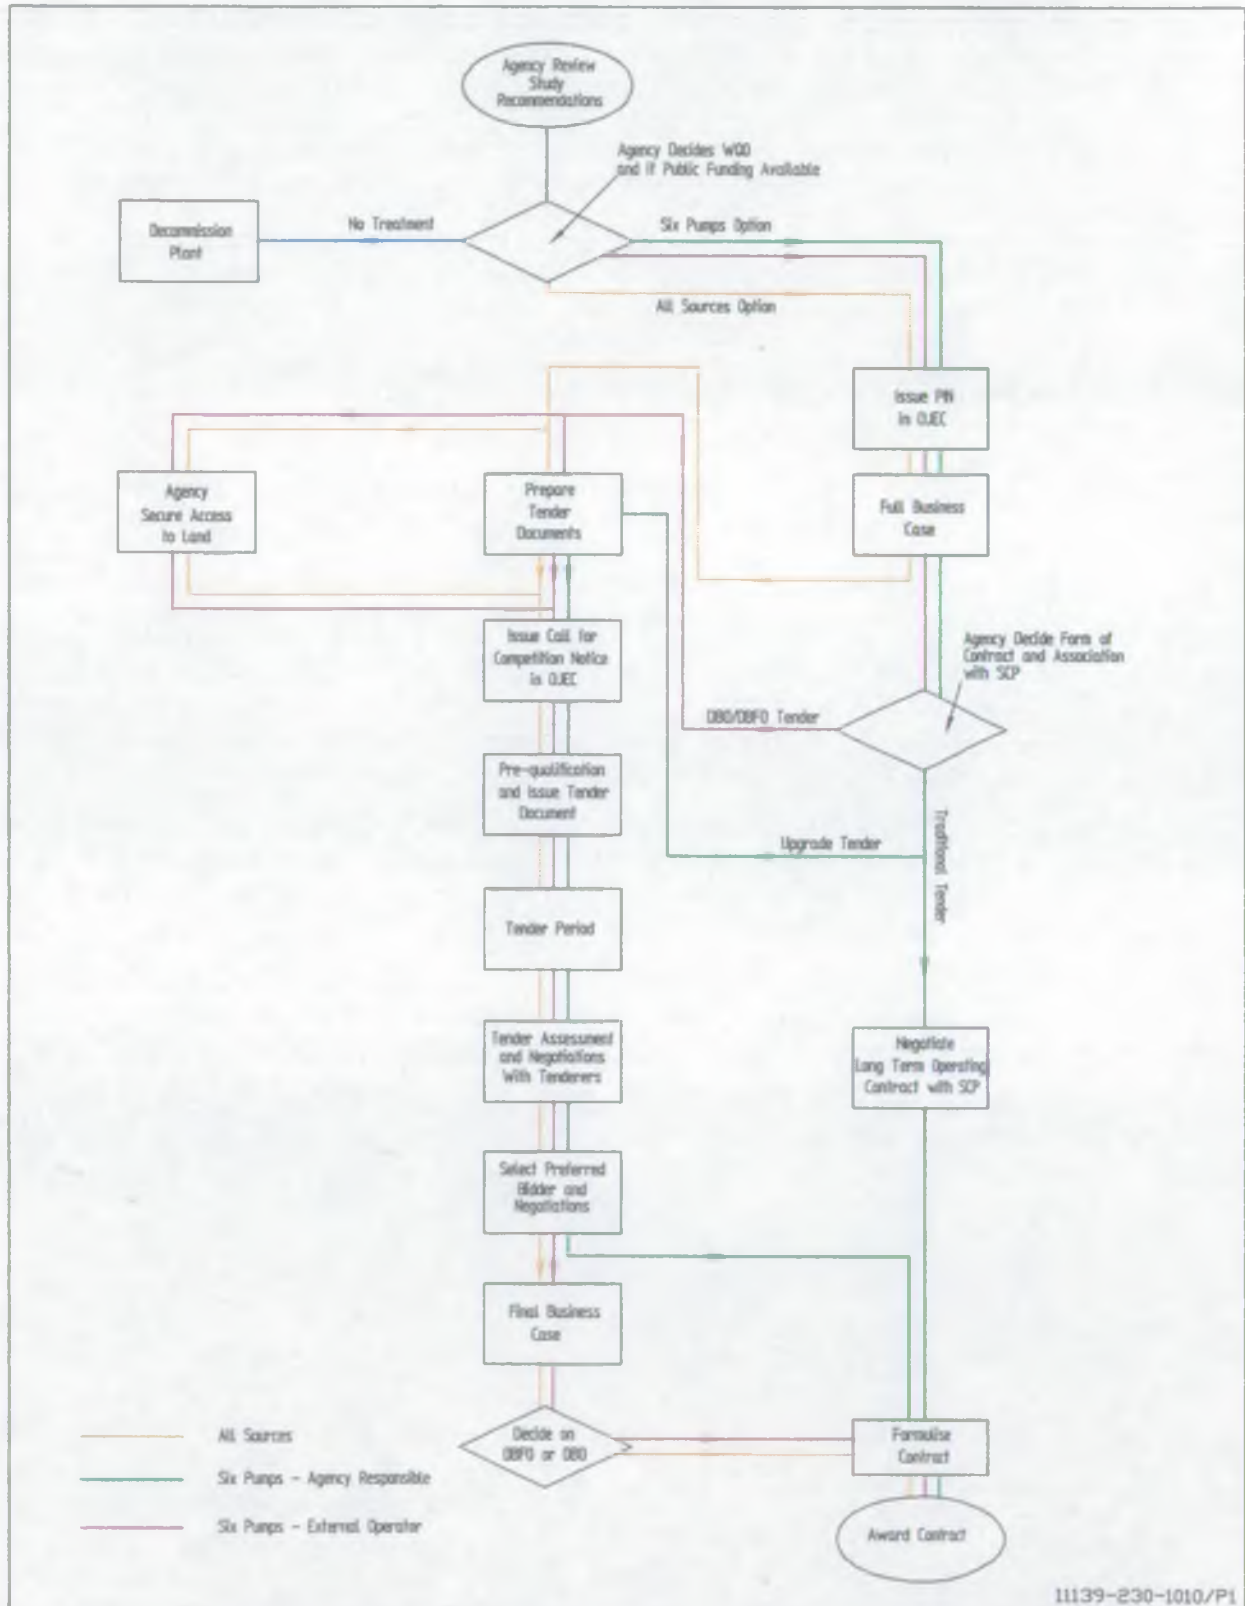 Agency Review
Study
Recommendations
Agency Decides WOO
and if Public Funding Available
No Treatment
Six Pumps Option
Decommission
Plant
All Sources Option
Issue PIN
in OJEC
Agency
Secure Access
to Land
Prepare
Tender
Documents
Full Business
Case
Issue Call for
Competition Notice
in OJEC
Agency Decide Form of
Contract and Association
with SCP
DBO/DBFO Tender
Pre-qualification
and Issue Tender
Document
Traditional Tender
Upgrade Tender
Tender Period
Tender Assessment
and Negotiations
With Tenderers
Negotiate
Long Term Operating
Contract with SCP
Select Preferred
Bidder and
Negotiations
Final Business
Case
Decide on
DBFO or DBO
Formulise
Contract
All Sources
Six Pumps - Agency Responsible
Six Pumps - External Operator
Award Contract
11139-230-1010/P1